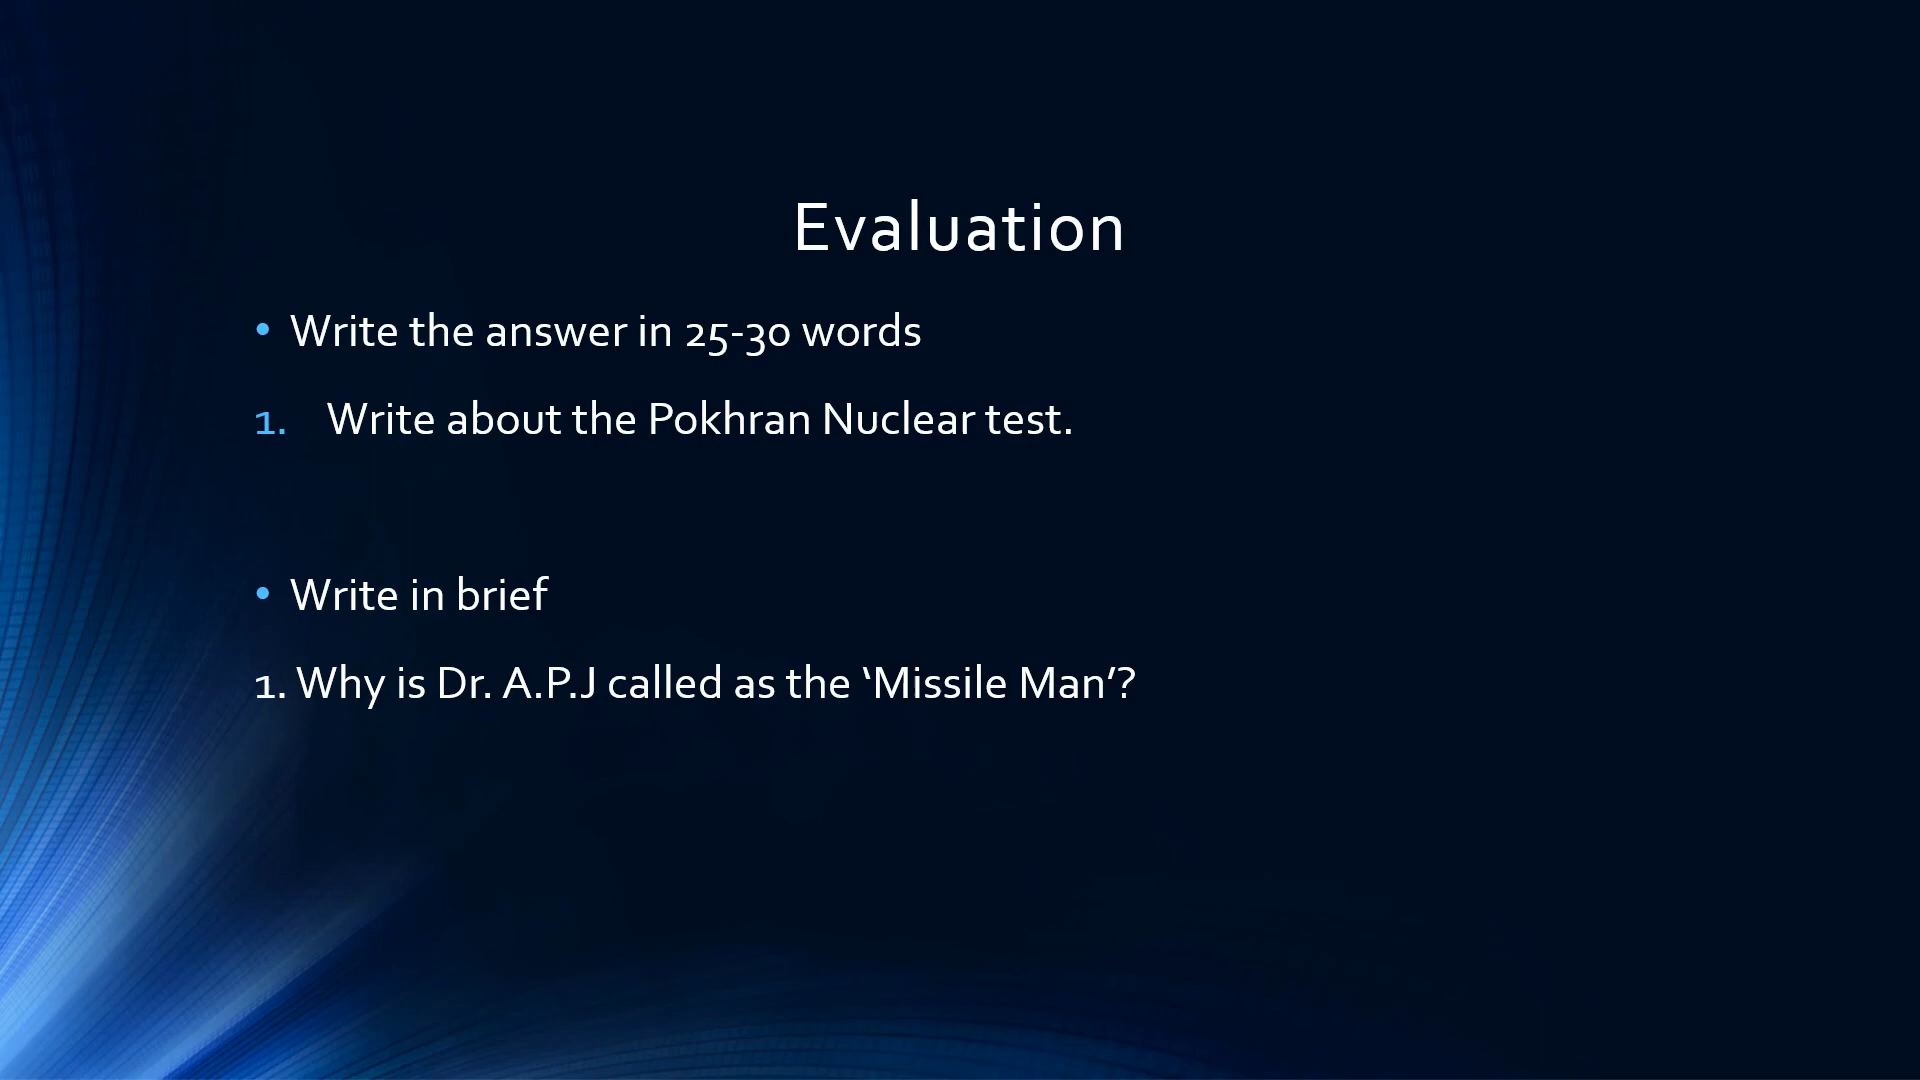 Evaluation
• Write the answer in 25-30 words
1. Write about the Pokhran Nuclear test.
• Write in brief
1. Why is Dr. A.P.J called as the ‘Missile Man’?